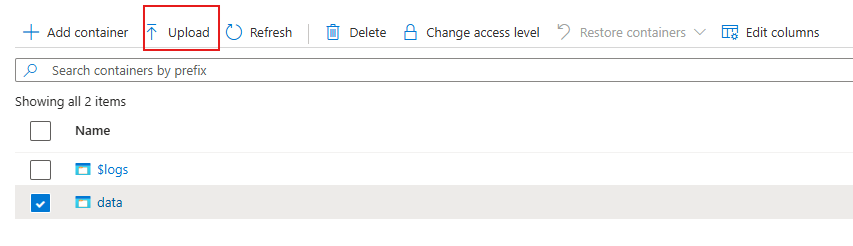 Add container Upload Refresh Delete Change access level Restore containers Edit columns
Search containers by prefix
Showing all 2 items
Name
$logs
data